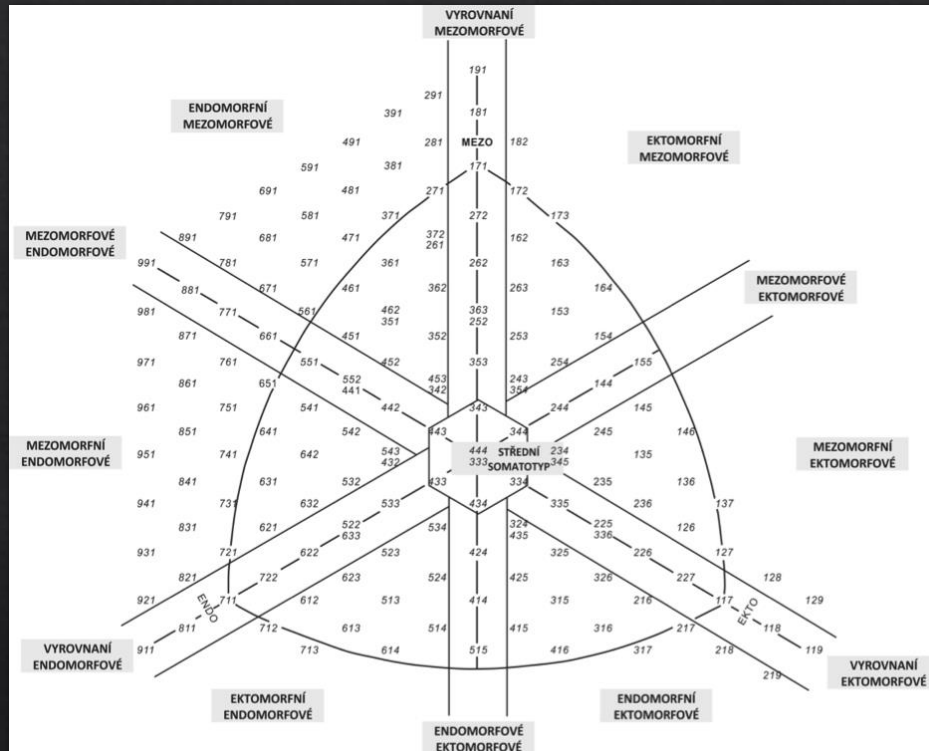 VYROVNANÍ
MEZOMORFOVÉ
191
291
ENDOMORFNÍ
MEZOMORFOVÉ
391 181
491 281 MEZO 182
EKTOMORFNÍ
MEZOMORFOVÉ
591 381 171
691 481 271 172
791 581 371 272 173
MEZOMORFOVÉ
ENDOMORFOVÉ
891 681 471 372 162
261
991 781 571 361 262 163
MEZOMORFOVÉ
EKTOMORFOVÉ
881 671 461 362 263 164
981 771 561 462 363 153
351 252
871 661 451 352 253 154
971 761 551 452 353 254 155
861 651 552 453 243 144
441 342 354
961 751 541 442 343 244 145
851 641 542 443 344 245 146
MEZOMORFNÍ
ENDOMORFOVÉ
951 741 642 543 444 234 135
432 333 345
STŘEDNÍ
SOMATOTYP
MEZOMORFNÍ
EKTOMORFOVÉ
841 631 532 433 334 235 136
941 731 632 533 434 335 236 137
831 621 522 534 324 225 126
633 435 336
931 721 622 523 424 325 226 127
821 722 623 524 425 326 227 128
921 ENDO 711 612 513 414 315 216 117 EKTO 129
911 811 712 613 514 415 316 217 118
713 614 515 416 317 218 119
219
VYROVNANÍ
ENDOMORFOVÉ
VYROVNANÍ
EKTOMORFOVÉ
EKTOMORFNÍ
ENDOMORFOVÉ
ENDOMORFNÍ
EKTOMORFOVÉ
ENDOMORFOVÉ
EKTOMORFOVÉ